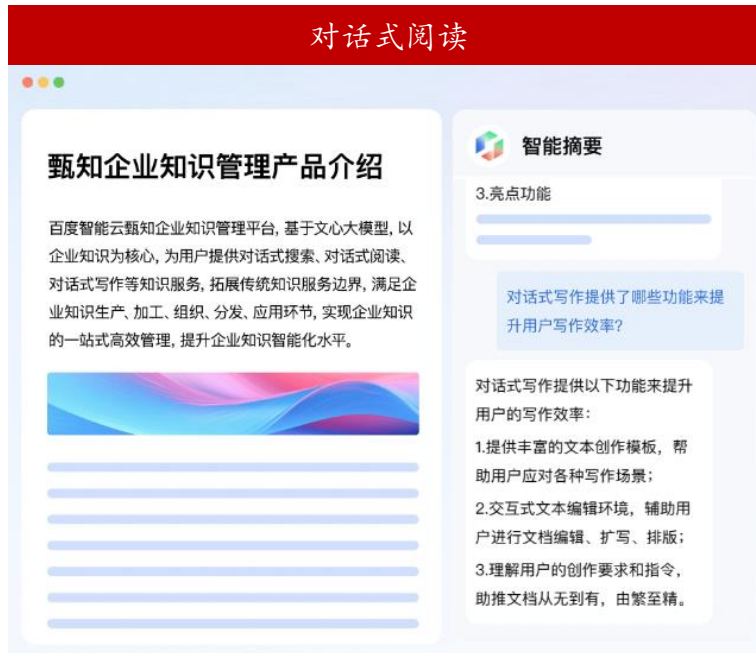 对话式阅读
甄知企业知识管理产品介绍
百度智能云甄知企业知识管理平台, 基于文心大模型, 以
企业知识为核心, 为用户提供对话式搜索、对话式阅读、
对话式写作等知识服务, 拓展传统知识服务边界, 满足企
业知识生产、加工、组织、分发、应用环节, 实现企业知识
的一站式高效管理, 提升企业知识智能化水平。
智能摘要
3.亮点功能
对话式写作提供了哪些功能来提
升用户写作效率?
对话式写作提供以下功能来提升
用户的写作效率：
1.提供丰富的文本创作模板，帮
助用户应对各种写作场景；
2.交互式文本编辑环境，辅助用
户进行文档编辑、扩写、排版；
3.理解用户的创作要求和指令，
助推文档从无到有，由繁至精。